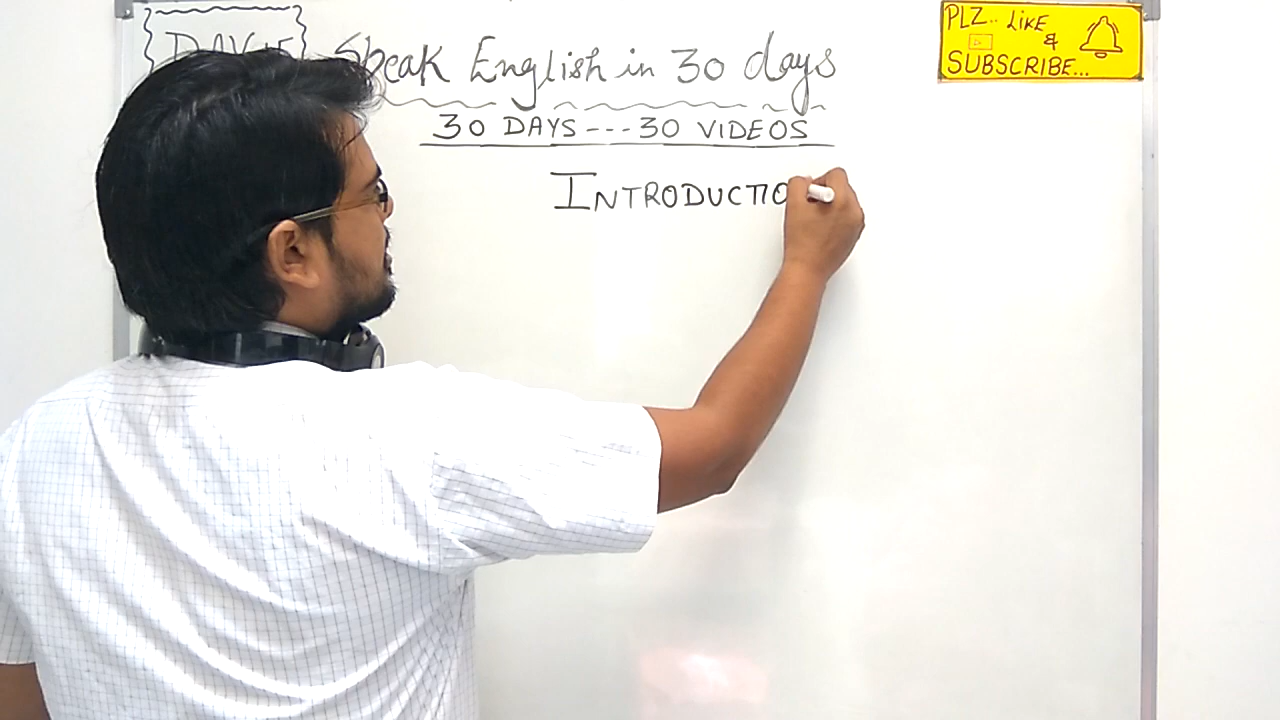 Speak English in 30 days
30 DAYS---30 VIDEOS
INTRODUCTIO
PLZ.. LIKE
&
SUBSCRIBE...